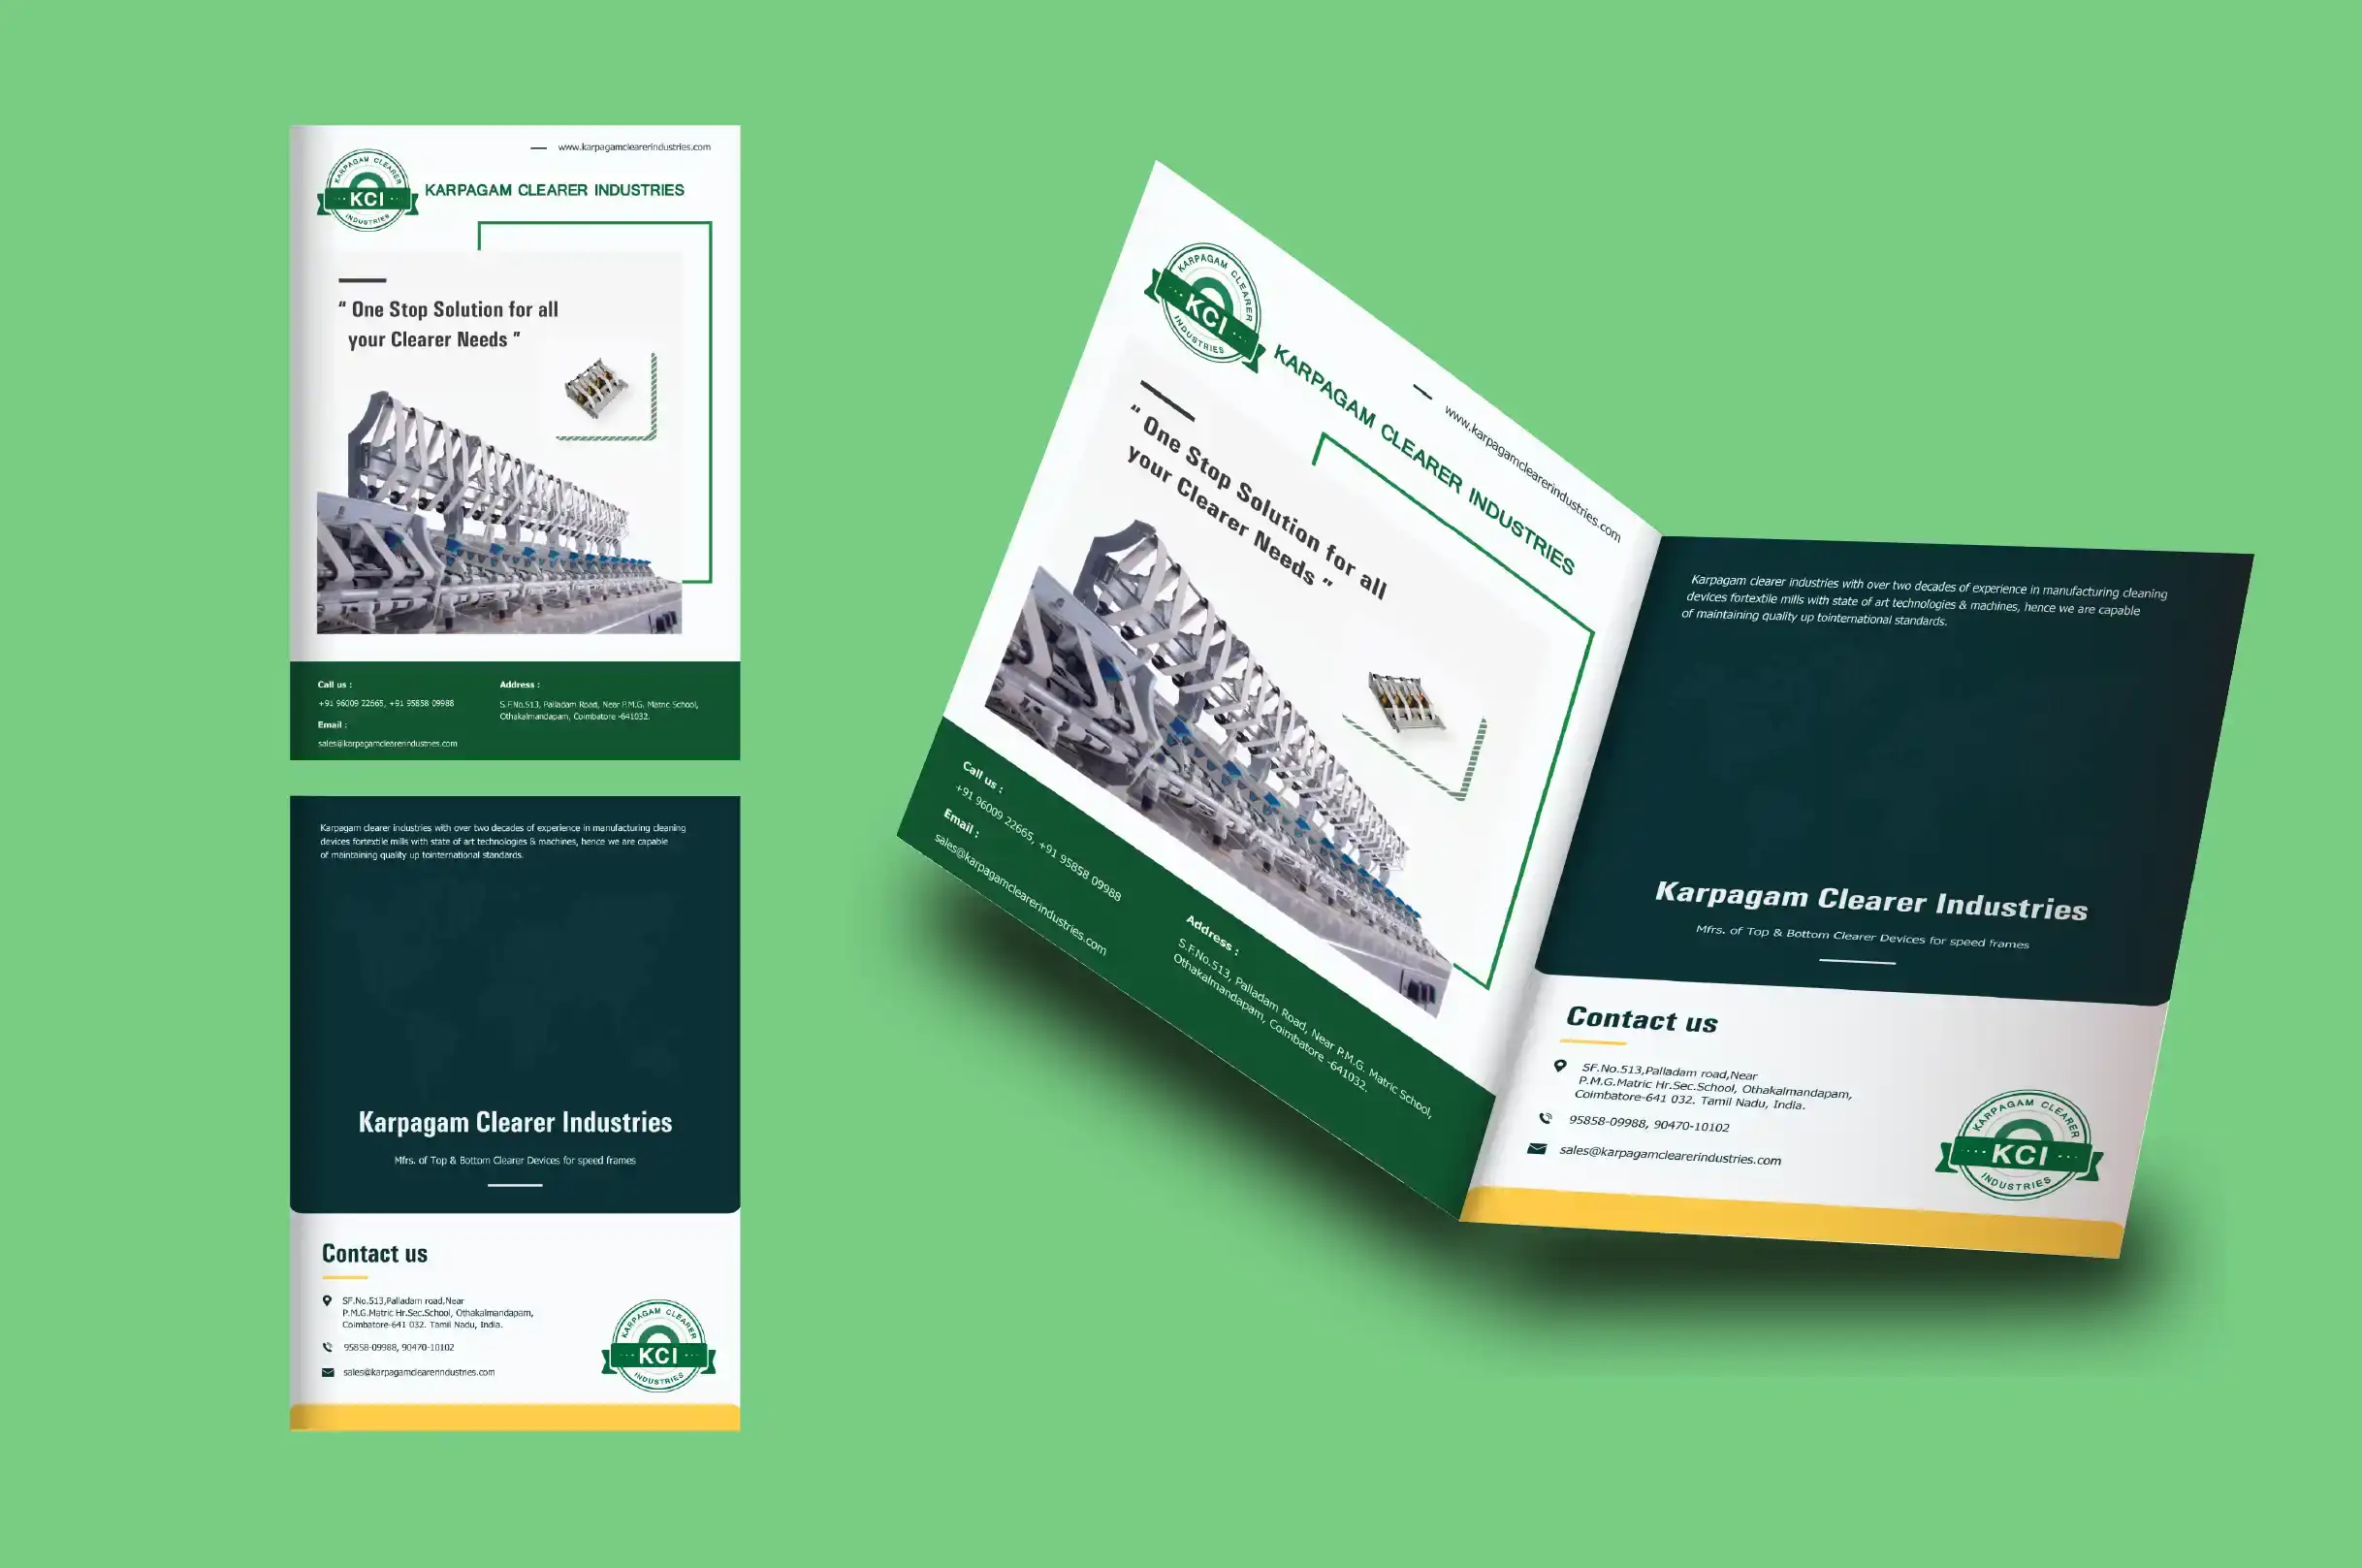 www.karpagamclearerindustries.com
KARPAGAM CLEARER
KCI
INDUSTRIES
KARPAGAM CLEARER INDUSTRIES
“ One Stop Solution for all
your Clearer Needs ”
Call us :
+91 96009 22665, +91 95858 09988
Email :
sales@karpagamclearerindustries.com
Address :
S.F.No.513, Palladam Road, Near P.M.G. Matric School,
Othakalmandapam, Coimbatore -641032.
Karpagam clearer industries with over two decades of experience in manufacturing cleaning
devices fortextile mills with state of art technologies & machines, hence we are capable
of maintaining quality up tointernational standards.
Karpagam Clearer Industries
Mfrs. of Top & Bottom Clearer Devices for speed frames
Contact us
SF.No.513,Palladam road,Near
P.M.G.Matric Hr.Sec.School, Othakalmandapam,
Coimbatore-641 032. Tamil Nadu, India.
95858-09988, 90470-10102
sales@karpagamclearerindustries.com
KARPAGAM CLEARER
KCI
INDUSTRIES
KARPAGAM CLEARER
KCI
INDUSTRIES
KARPAGAM CLEARER INDUSTRIES
www.karpagamclearerindustries.com
“ One Stop Solution for all
your Clearer Needs ”
Call us :
+91 96009 22665, +91 95858 09988
Email :
sales@karpagamclearerindustries.com
Address :
S.F.No.513, Palladam Road, Near P.M.G. Matric School,
Othakalmandapam, Coimbatore -641032.
Karpagam clearer industries with over two decades of experience in manufacturing cleaning
devices fortextile mills with state of art technologies & machines, hence we are capable
of maintaining quality up tointernational standards.
Karpagam Clearer Industries
Mfrs. of Top & Bottom Clearer Devices for speed frames
Contact us
SF.No.513,Palladam road,Near
P.M.G.Matric Hr.Sec.School, Othakalmandapam,
Coimbatore-641 032. Tamil Nadu, India.
95858-09988, 90470-10102
sales@karpagamclearerindustries.com
KARPAGAM CLEARER
KCI
INDUSTRIES